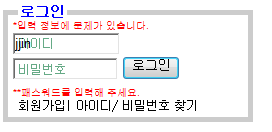 로그인
*입력 정보에 문제가 있습니다.
jjin아이디
비밀번호 로그인
**패스워드를 입력해 주세요.
회원가입| 아이디/ 비밀번호 찾기